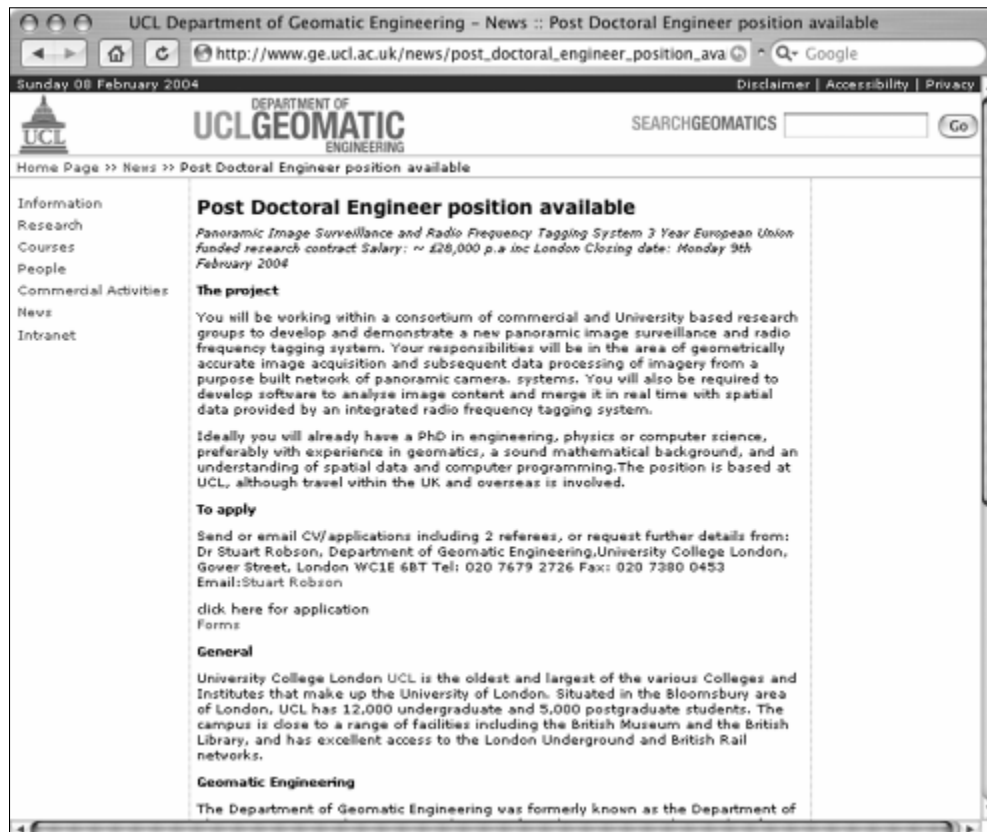 UCL Department of Geomatic Engineering – News :: Post Doctoral Engineer position available
http://www.ge.ucl.ac.uk/news/post_doctoral_engineer_position_ava
Google
Sunday 08 February 2004
Disclaimer | Accessibility | Privacy
UCL
DEPARTMENT OF
UCLGEOMATIC
ENGINEERING
SEARCHGEOMATICS
Go
Home Page >> News >> Post Doctoral Engineer position available
Information
Research
Courses
People
Commercial Activities
News
Intranet
Post Doctoral Engineer position available
Panoramic Image Surveillance and Radio Frequency Tagging System 3 Year European Union
funded research contract Salary: ~ £28,000 p.a inc London Closing date: Monday 9th
February 2004
The project
You will be working within a consortium of commercial and University based research
groups to develop and demonstrate a new panoramic image surveillance and radio
frequency tagging system. Your responsibilities will be in the area of geometrically
accurate image acquisition and subsequent data processing of imagery from a
purpose built network of panoramic camera. systems. You will also be required to
develop software to analyse image content and merge it in real time with spatial
data provided by an integrated radio frequency tagging system.
Ideally you will already have a PhD in engineering, physics or computer science,
preferably with experience in geomatics, a sound mathematical background, and an
understanding of spatial data and computer programming.The position is based at
UCL, although travel within the UK and overseas is involved.
To apply
Send or email CV/applications including 2 referees, or request further details from:
Dr Stuart Robson, Department of Geomatic Engineering,University College London,
Gower Street, London WC1E 6BT Tel: 020 7679 2726 Fax: 020 7380 0453
Email:Stuart Robson
click here for application
Forms
General
University College London UCL is the oldest and largest of the various Colleges and
Institutes that make up the University of London. Situated in the Bloomsbury area
of London, UCL has 12,000 undergraduate and 5,000 postgraduate students. The
campus is close to a range of facilities including the British Museum and the British
Library, and has excellent access to the London Underground and British Rail
networks.
Geomatic Engineering
The Department of Geomatic Engineering was formerly known as the Department of